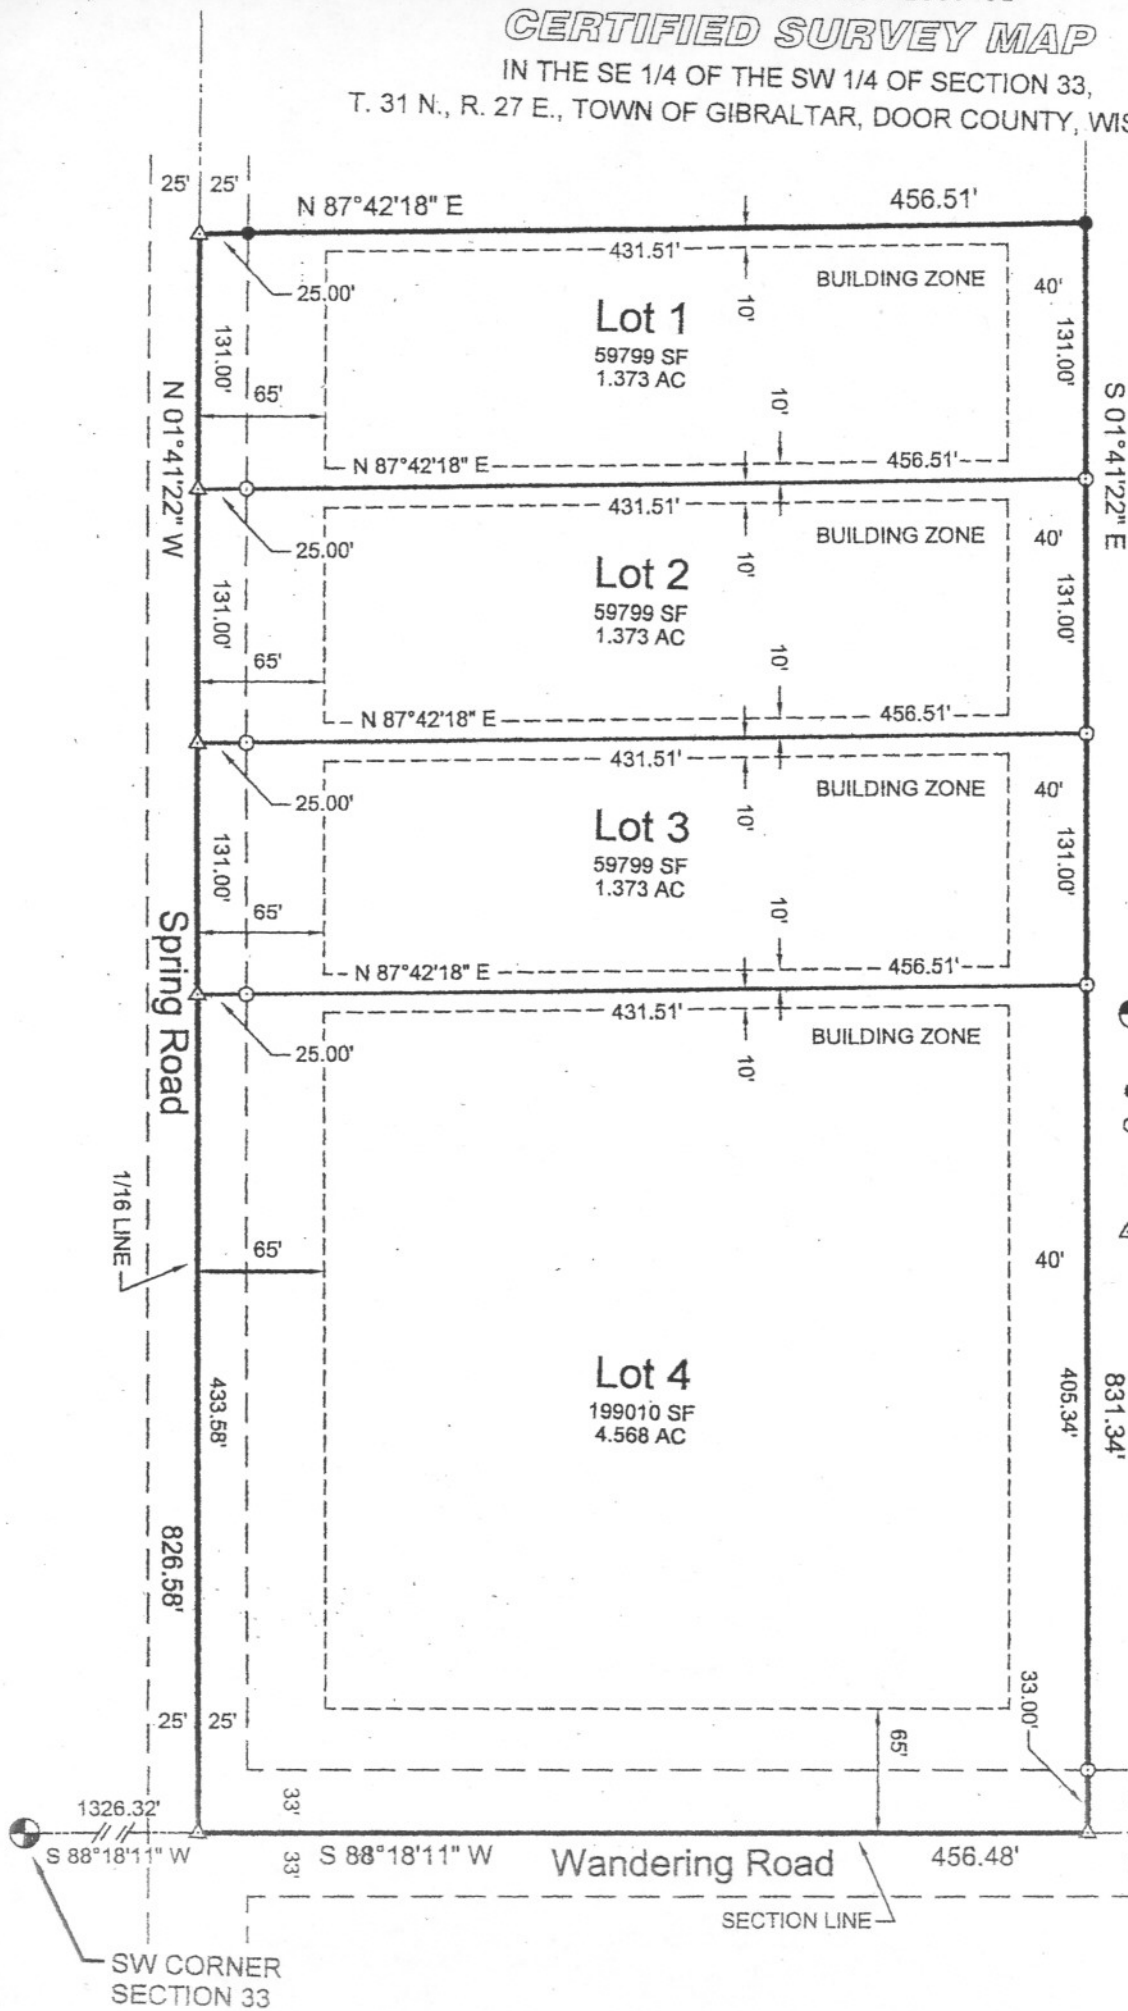 CERTIFIED SURVEY MAP
IN THE SE 1/4 OF THE SW 1/4 OF SECTION 33,
T. 31 N., R. 27 E., TOWN OF GIBRALTAR, DOOR COUNTY, WIS
25' 25'
N 87°42'18" E
456.51'
431.51'
BUILDING ZONE
40'
25.00'
10'
Lot 1
59799 SF
1.373 AC
131.00'
131.00'
65'
10'
N 01°41'22" W
S 01°41'22" E
N 87°42'18" E
456.51'
431.51'
BUILDING ZONE
40'
25.00'
10'
Lot 2
59799 SF
1.373 AC
131.00'
131.00'
65'
10'
N 87°42'18" E
456.51'
431.51'
BUILDING ZONE
40'
25.00'
10'
Lot 3
59799 SF
1.373 AC
131.00'
131.00'
65'
10'
Spring Road
N 87°42'18" E
456.51'
431.51'
BUILDING ZONE
25.00'
10'
1/16 LINE
65'
40'
Lot 4
199010 SF
4.568 AC
433.58'
405.34'
831.34'
826.58'
33.00'
25' 25'
65'
33'
1326.32'
S 88°18'11" W
33'
S 88°18'11" W
Wandering Road
456.48'
SECTION LINE
SW CORNER
SECTION 33